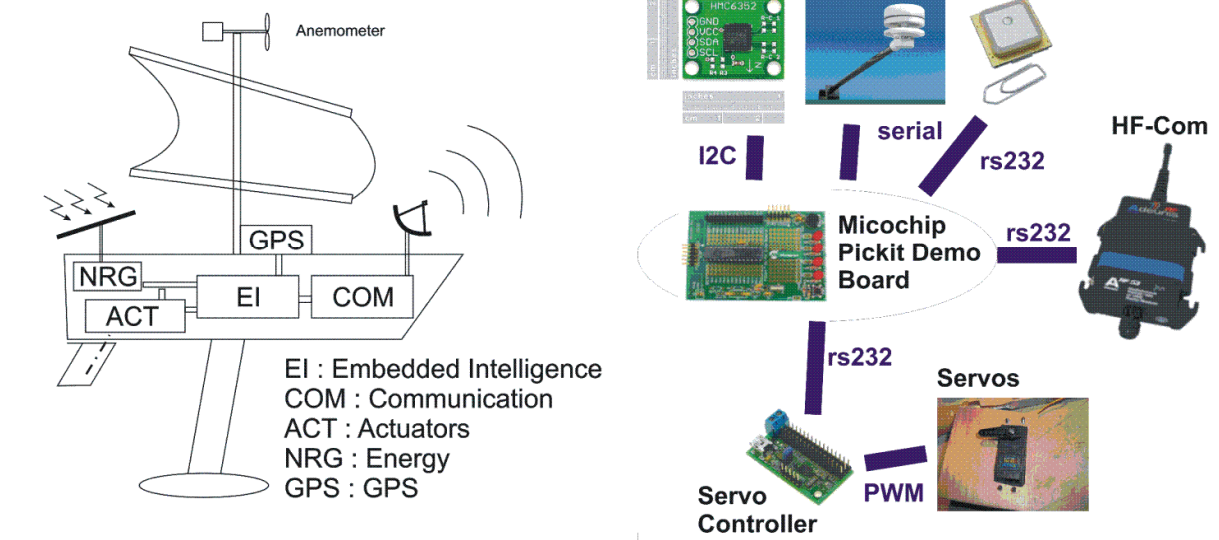 Anemometer
GPS
NRG
EI
COM
ACT
EI : Embedded Intelligence
COM : Communication
ACT : Actuators
NRG : Energy
GPS : GPS
HMC6352
GND
VCC
SDA
SCL
I2C
serial
rs232
HF-Com
Micochip
Pickit Demo
Board
rs232
Adeunis
rs232
Servos
PWM
Servo
Controller